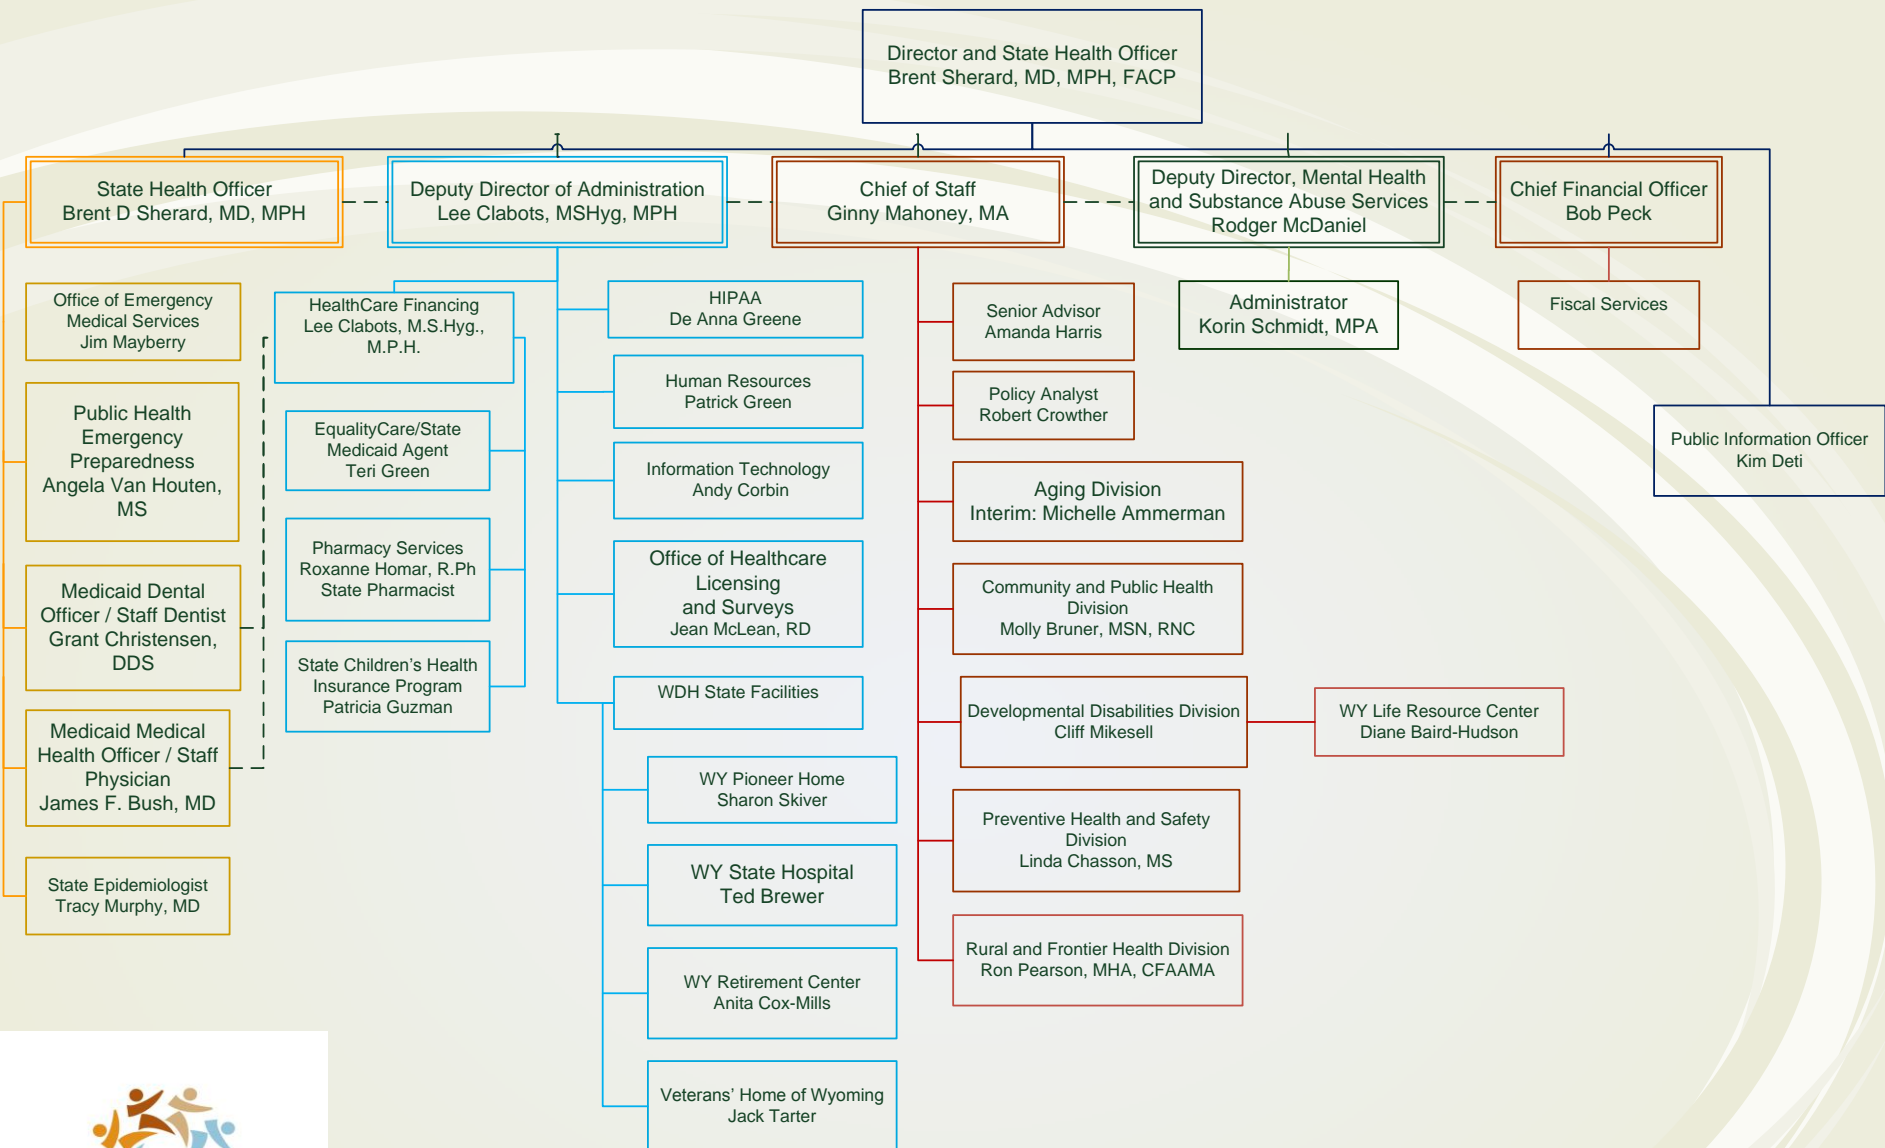 Director and State Health Officer
Brent Sherard, MD, MPH, FACP
State Health Officer
Brent D Sherard, MD, MPH
Deputy Director of Administration
Lee Clabots, MSHyg, MPH
Chief of Staff
Ginny Mahoney, MA
Deputy Director, Mental Health
and Substance Abuse Services
Rodger McDaniel
Chief Financial Officer
Bob Peck
Office of Emergency
Medical Services
Jim Mayberry
Public Health
Emergency
Preparedness
Angela Van Houten,
MS
Medicaid Dental
Officer / Staff Dentist
Grant Christensen,
DDS
Medicaid Medical
Health Officer / Staff
Physician
James F. Bush, MD
State Epidemiologist
Tracy Murphy, MD
HealthCare Financing
Lee Clabots, M.S.Hyg.,
M.P.H.
EqualityCare/State
Medicaid Agent
Teri Green
Pharmacy Services
Roxanne Homar, R.Ph
State Pharmacist
State Children’s Health
Insurance Program
Patricia Guzman
HIPAA
De Anna Greene
Human Resources
Patrick Green
Information Technology
Andy Corbin
Office of Healthcare
Licensing
and Surveys
Jean McLean, RD
WDH State Facilities
WY Pioneer Home
Sharon Skiver
WY State Hospital
Ted Brewer
WY Retirement Center
Anita Cox-Mills
Veterans’ Home of Wyoming
Jack Tarter
Senior Advisor
Amanda Harris
Policy Analyst
Robert Crowther
Aging Division
Interim: Michelle Ammerman
Community and Public Health
Division
Molly Bruner, MSN, RNC
Developmental Disabilities Division
Cliff Mikesell
WY Life Resource Center
Diane Baird-Hudson
Preventive Health and Safety
Division
Linda Chasson, MS
Rural and Frontier Health Division
Ron Pearson, MHA, CFAAMA
Administrator
Korin Schmidt, MPA
Fiscal Services
Public Information Officer
Kim Deti